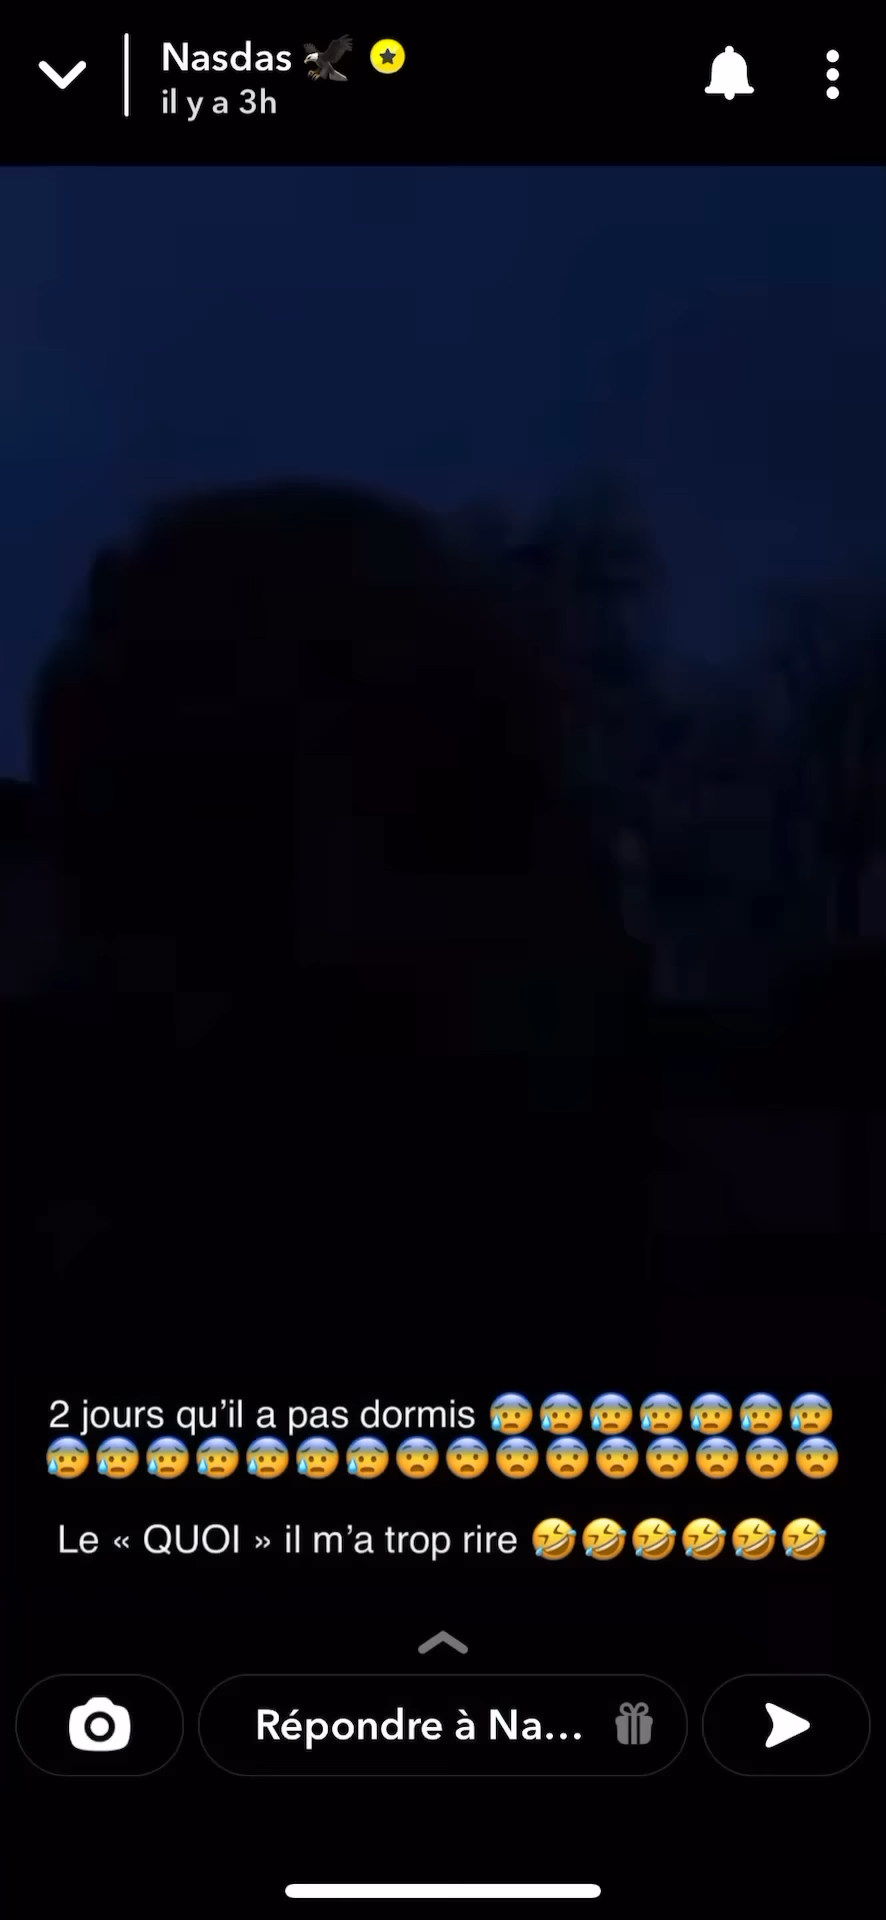 Nasdas 🦅
il y a 3h
2 jours qu’il a pas dormis 😰😰😰😰😰😰😰
😰😰😰😰😰😰😰😨😨😨😨😨😨😨😨😨
Le « QUOI » il m’a trop rire 🤣🤣🤣🤣🤣🤣
Répondre à Na...